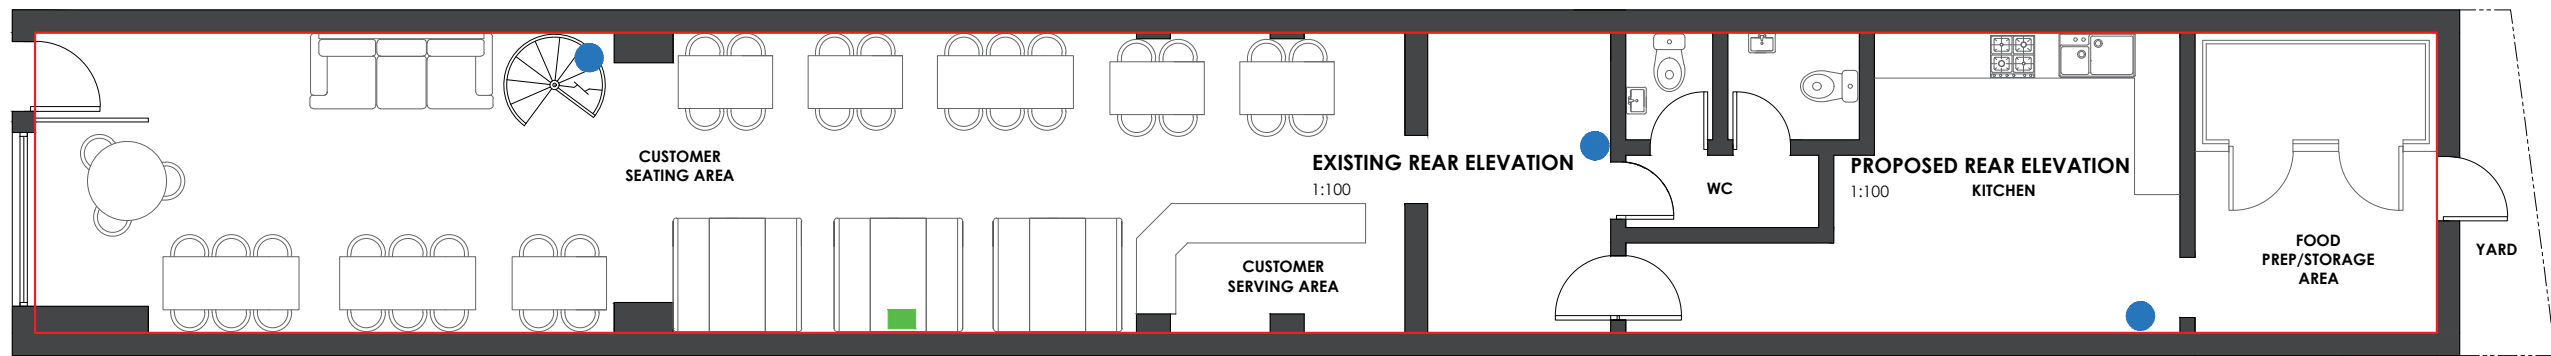 CUSTOMER
SEATING AREA
EXISTING REAR ELEVATION
1:100
CUSTOMER
SERVING AREA
WC
PROPOSED REAR ELEVATION
1:100
KITCHEN
FOOD
PREP/STORAGE
AREA
YARD